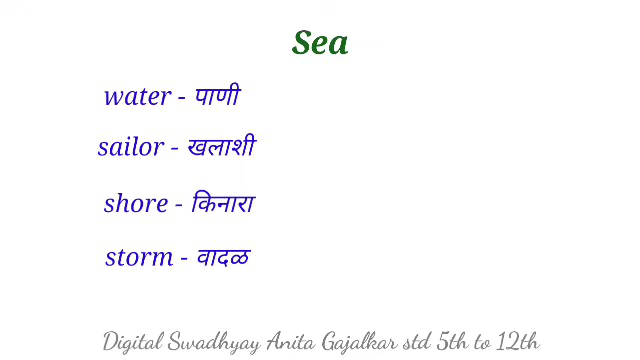 Sea
water - पाणी
sailor - खलाशी
shore - किनारा
storm - वादळ
Digital Swadhyay Anita Gajalkar std 5th to 12th